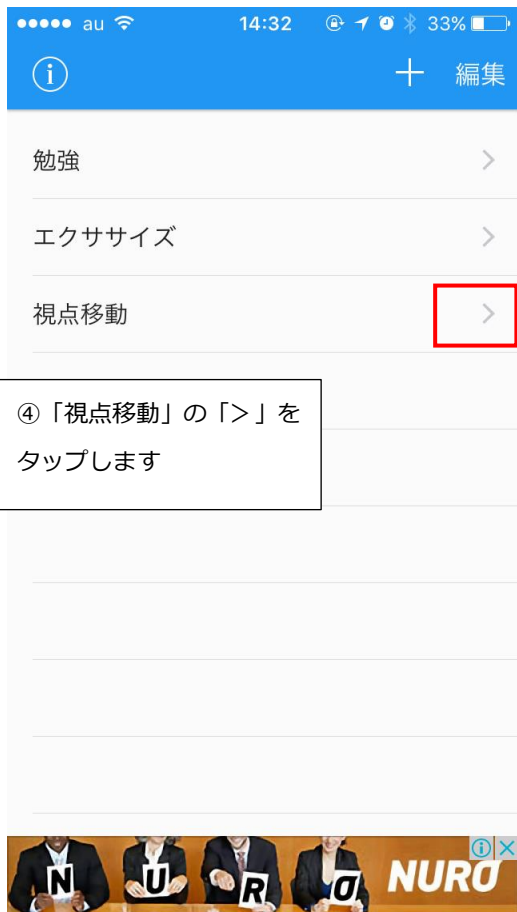 au 14:32 33%
i + 編集
勉強 >
エクササイズ >
視点移動 >
④「視点移動」の「>」を
タップします
N U R O NURO